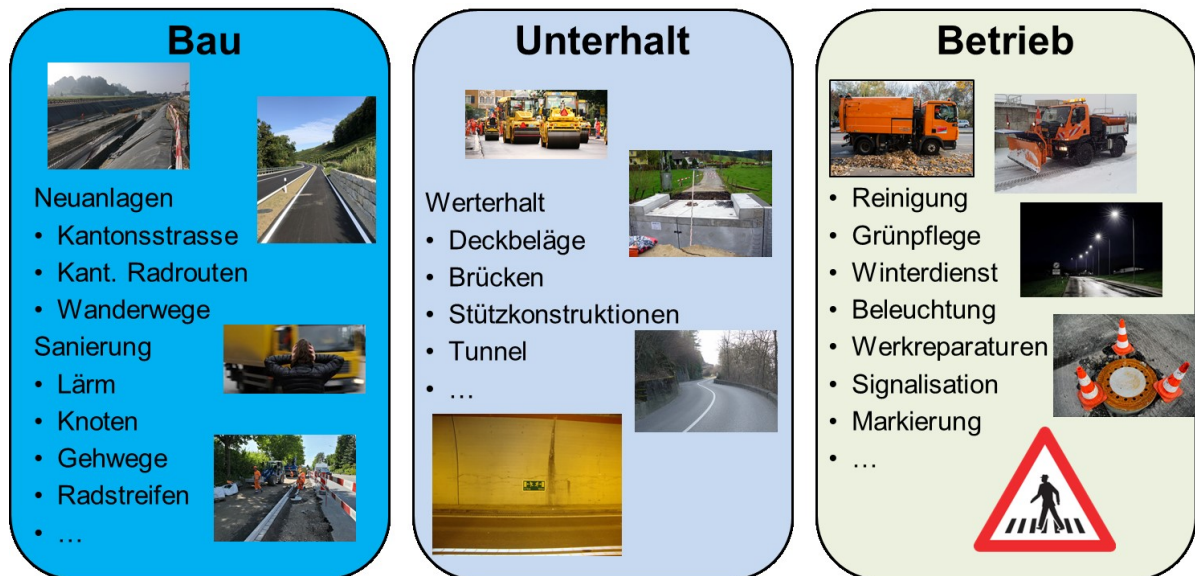 Bau
Neuanlagen
• Kantonsstrasse
• Kant. Radrouten
• Wanderwege
Sanierung
• Lärm
• Knoten
• Gehwege
• Radstreifen
• ...
Unterhalt
Werterhalt
• Deckbeläge
• Brücken
• Stützkonstruktionen
• Tunnel
• ...
Betrieb
• Reinigung
• Grünpflege
• Winterdienst
• Beleuchtung
• Werkreparaturen
• Signalisation
• Markierung
• ...